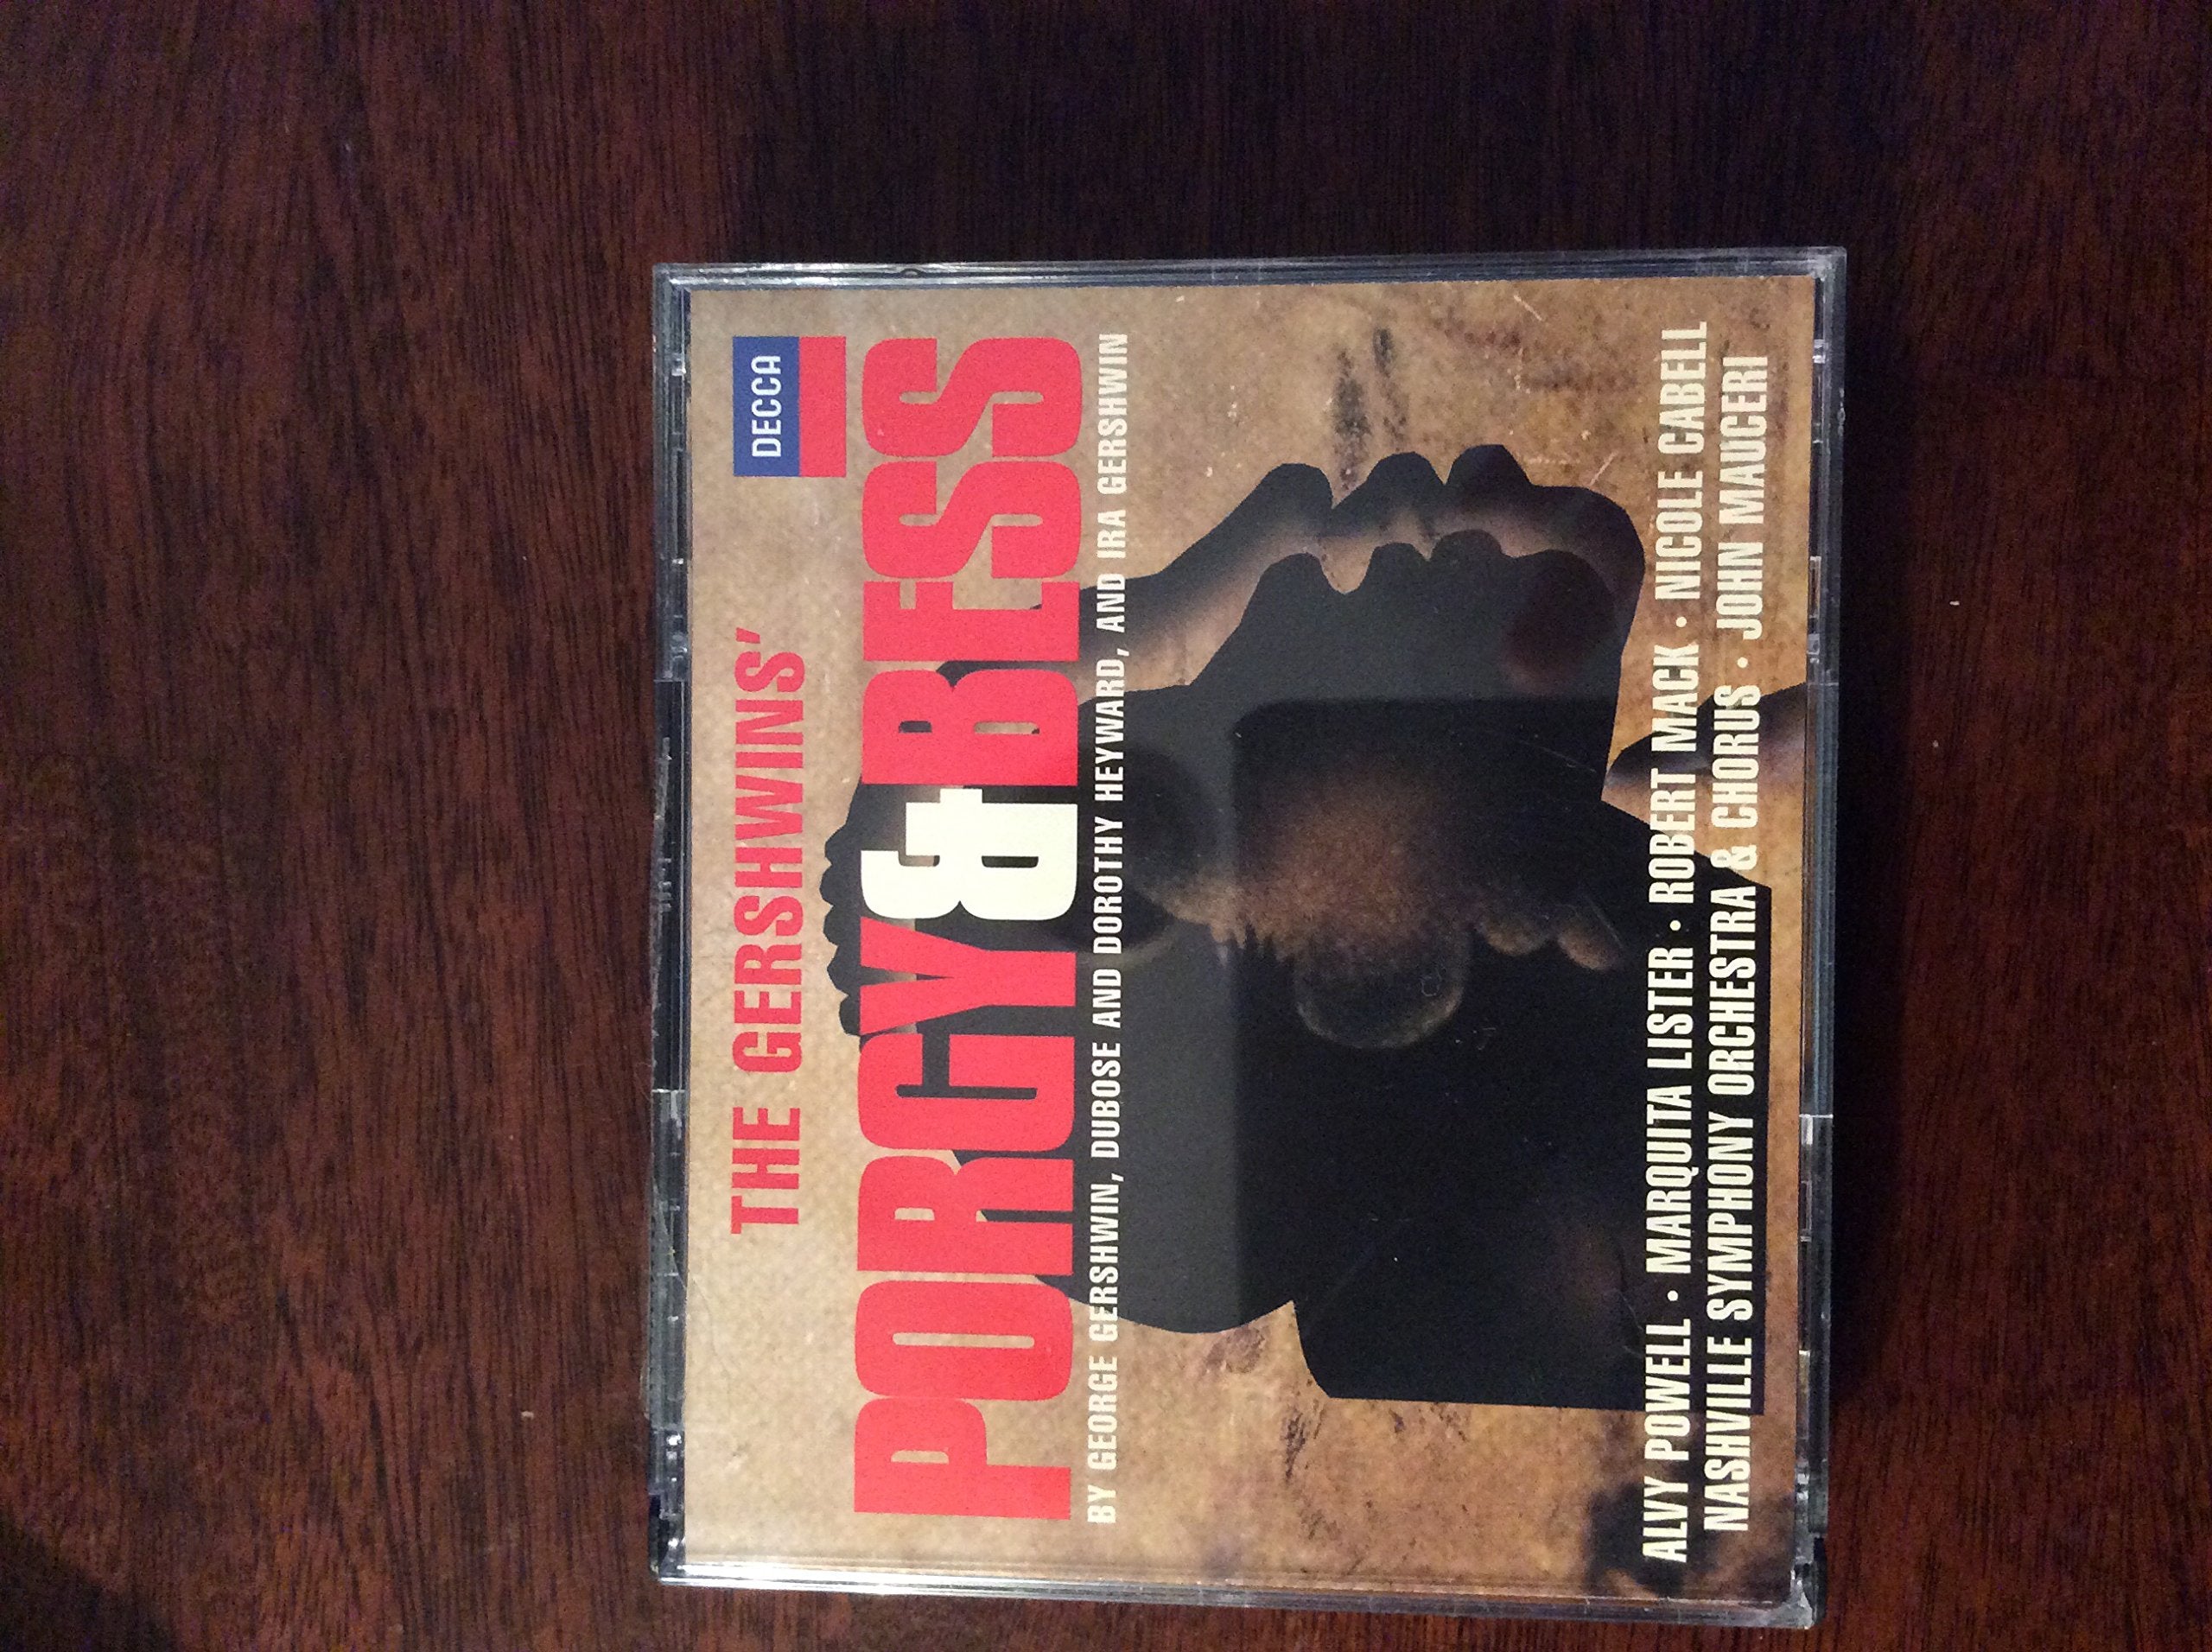 DECCA
THE GERSHWINS'
PORGY & BESS
BY GEORGE GERSHWIN, DUBOSE AND DOROTHY HEYWARD, AND IRA GERSHWIN
ALVY POWELL · MARQUITA LISTER · ROBERT MACK · NICOLE CABELL
NASHVILLE SYMPHONY ORCHESTRA & CHORUS · JOHN MAUCERI